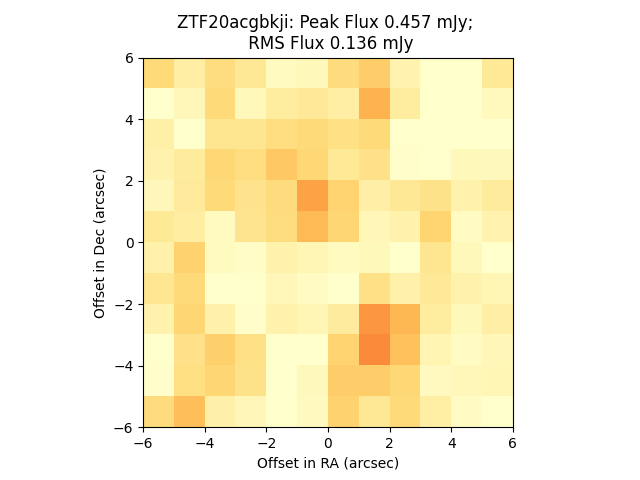 ZTF20acgbkji: Peak Flux 0.457 mJy;
RMS Flux 0.136 mJy
6
4
2
0
−2
−4
−6
Offset in Dec (arcsec)
−6 −4 −2 0 2 4 6
Offset in RA (arcsec)